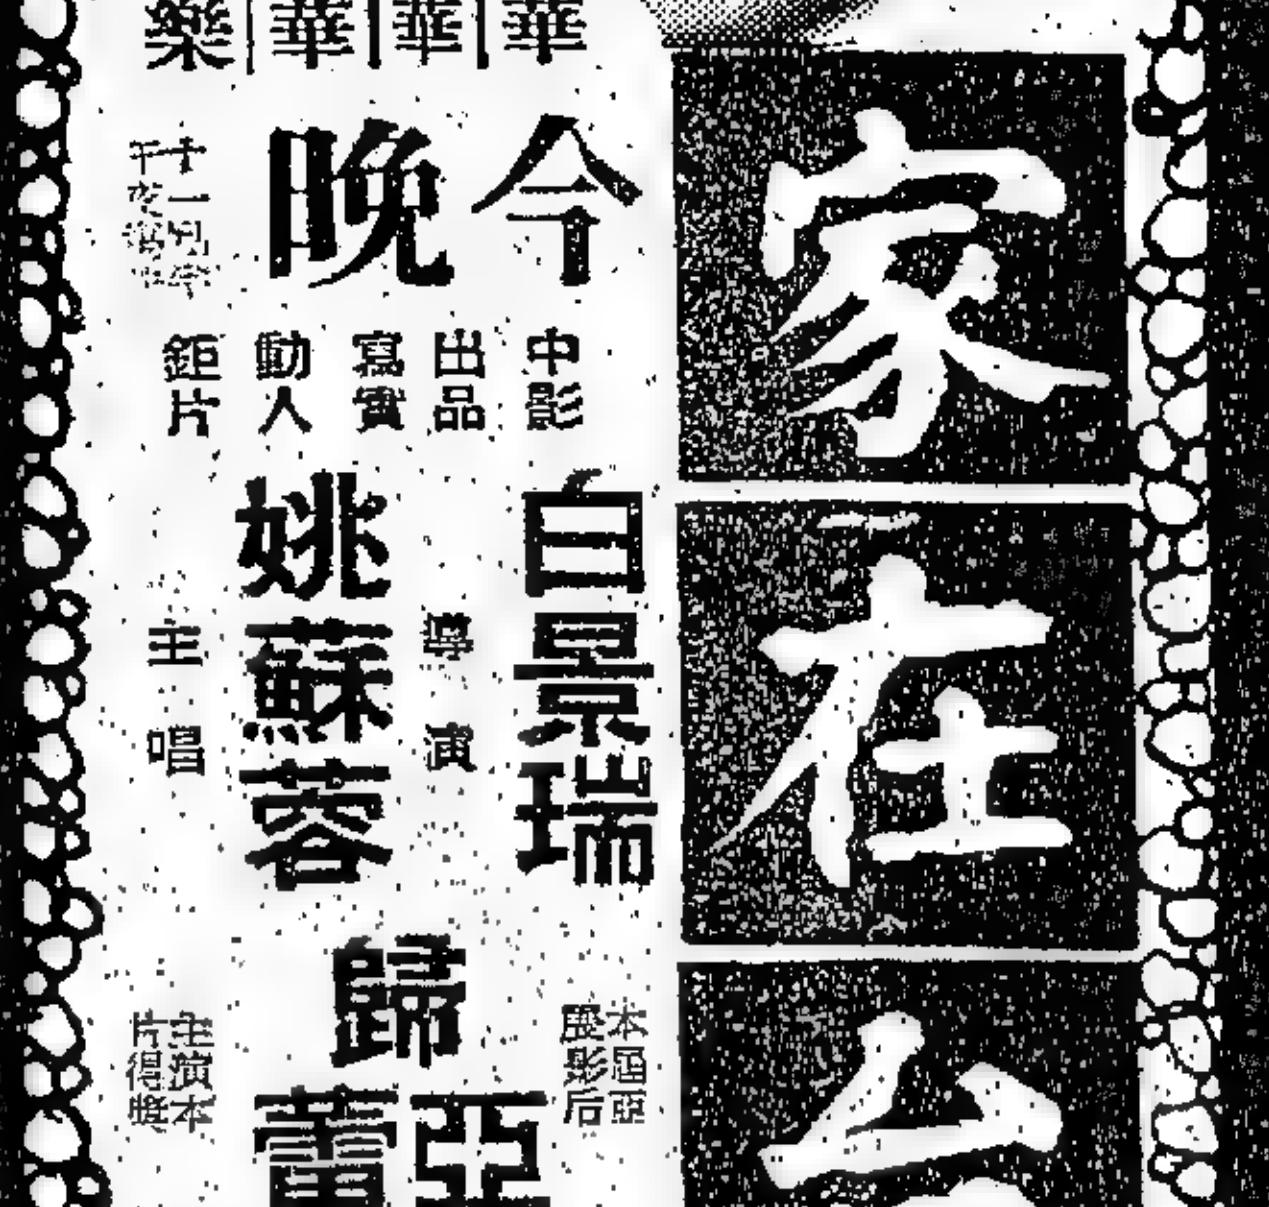 家在台
華
華
華
樂
今晚
中影
出品
寫實
動人
鉅片
白景瑞
導演
姚蘇蓉
主唱
本屆亞
展影后
歸
亞蕾
主演本
片得獎